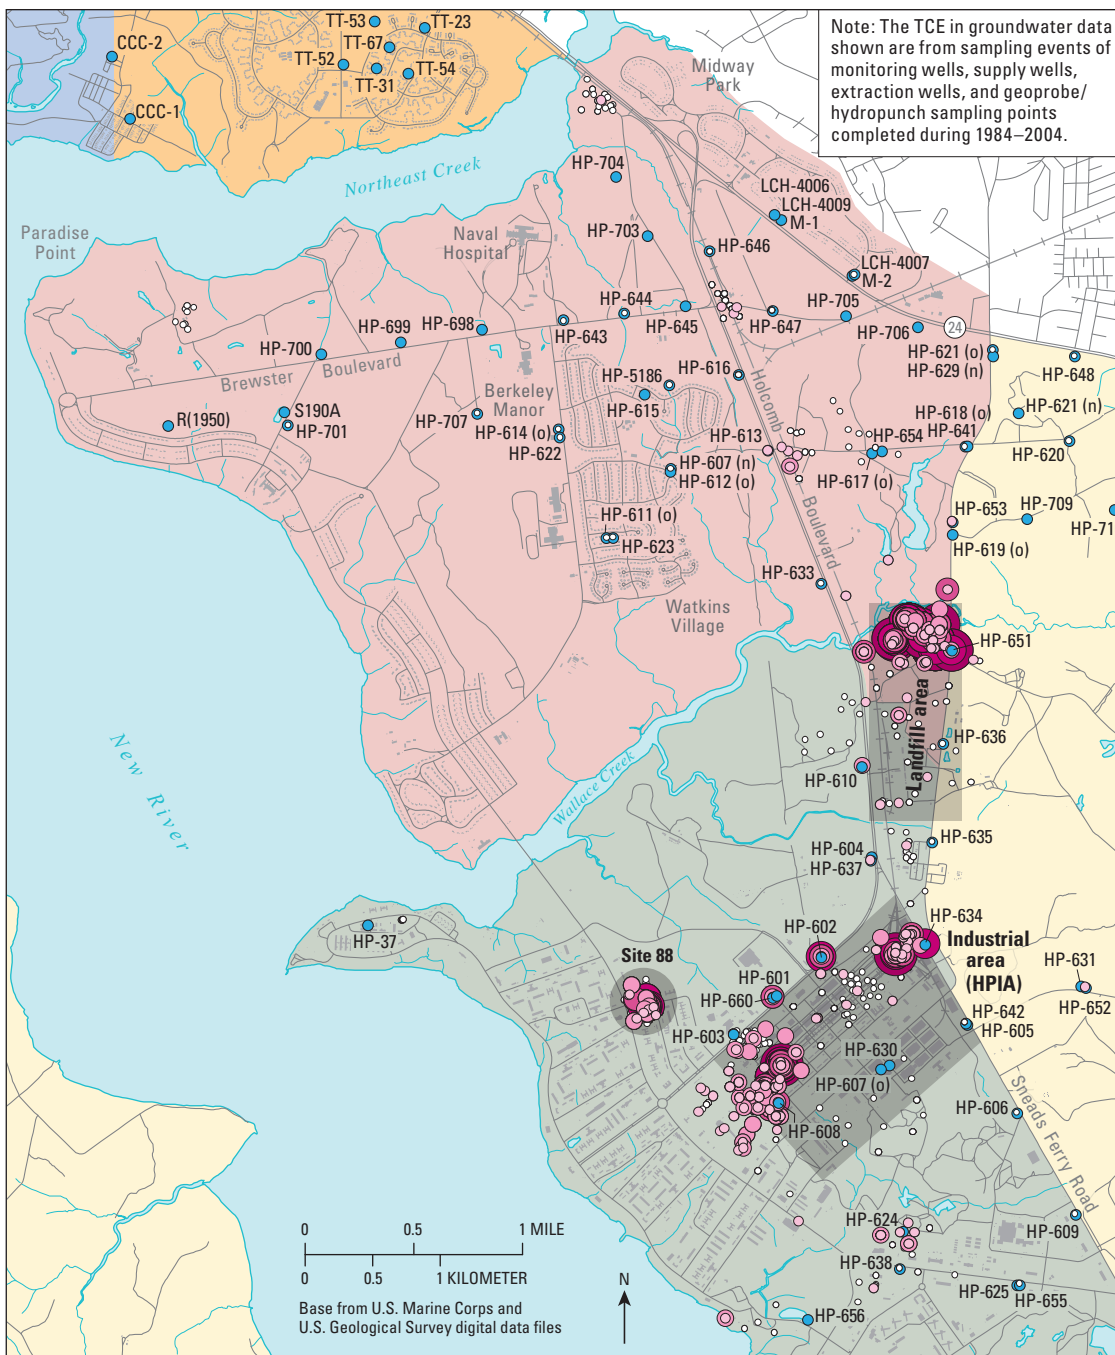 Note: The TCE in groundwater data
shown are from sampling events of
monitoring wells, supply wells,
extraction wells, and geoprobe/
hydropunch sampling points
completed during 1984–2004.
TT-53
TT-23
CCC-2
TT-67
TT-52
TT-54
TT-31
CCC-1
Midway
Park
Northeast Creek
HP-704
LCH-4006
LCH-4009
M-1
Paradise
Point
Naval
Hospital
HP-703
HP-646
LCH-4007
M-2
HP-644
HP-705
HP-699
HP-698
HP-643
HP-645
HP-647
HP-706
24
HP-700
HP-621 (o)
HP-629 (n)
Brewster Boulevard
HP-616
HP-648
Berkeley
Manor
HP-5186
HP-615
Holcomb
Boulevard
S190A
R(1950)
HP-701
HP-707
HP-614 (o)
HP-622
HP-618 (o)
HP-641
HP-621 (n)
HP-613
HP-654
HP-620
HP-607 (n)
HP-612 (o)
HP-617 (o)
HP-611 (o)
HP-623
HP-653
HP-709
HP-71
HP-619 (o)
HP-633
Watkins
Village
HP-651
Landfill area
New
River
HP-636
HP-610
Wallace Creek
HP-635
HP-604
HP-637
HP-37
HP-602
HP-634
Site 88
Industrial
area
(HPIA)
HP-601
HP-660
HP-631
HP-652
HP-603
HP-642
HP-605
HP-630
HP-607 (o)
HP-606
HP-608
Sneads Ferry Road
HP-624
HP-609
HP-638
HP-625
HP-655
HP-656
0 0.5 1 MILE
0 0.5 1 KILOMETER
N
Base from U.S. Marine Corps and
U.S. Geological Survey digital data files